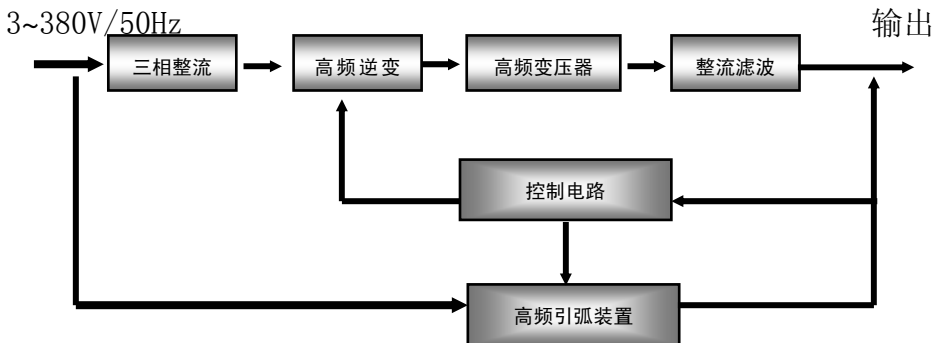 3~380V/50Hz
输出
三相整流
高频逆变
高频变压器
整流滤波
控制电路
高频引弧装置